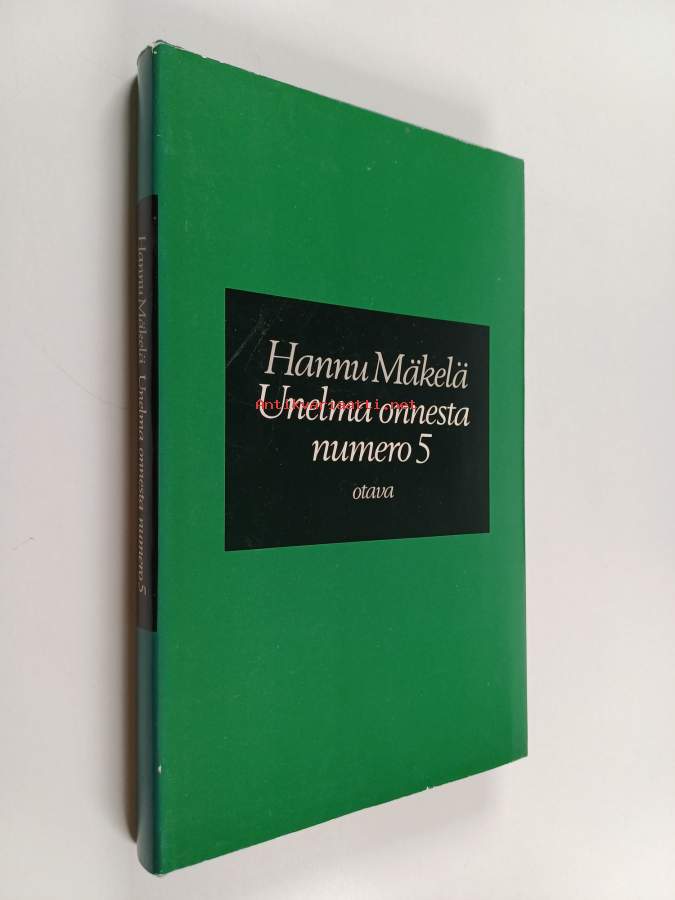 Hannu Mäkelä
Unelma onnesta
numero 5
otava
Hannu Mäkelä Unelma onnesta numero 5
Antikvariaatti.net